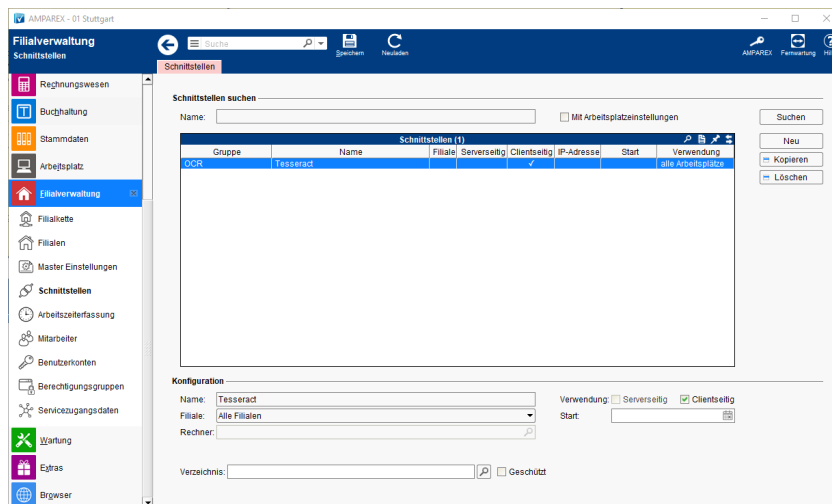 AMPAREX - 01 Stuttgart
Filialverwaltung
Schnittstellen
Suche
Speichern
Neuladen
AMPAREX
Fernwartung
Schnittstellen
Rechnungswesen
Buchhaltung
Stammdaten
Arbeitsplatz
Filialverwaltung
Filialkette
Filialen
Master Einstellungen
Schnittstellen
Arbeitszeiterfassung
Mitarbeiter
Benutzerkonten
Berechtigungsgruppen
Servicezugangsdaten
Wartung
Extras
Browser
Schnittstellen suchen
Name:
Mit Arbeitsplatzeinstellungen
Suchen
Schnittstellen (1)
Neu
Gruppe Name Filiale Serverseitig Clientseitig IP-Adresse Start Verwendung
Kopieren
OCR Tesseract ✓ alle Arbeitsplätze
Löschen
Konfiguration
Name: Tesseract Verwendung: Serverseitig Clientseitig
Filiale: Alle Filialen Start:
Rechner:
Verzeichnis: Geschützt